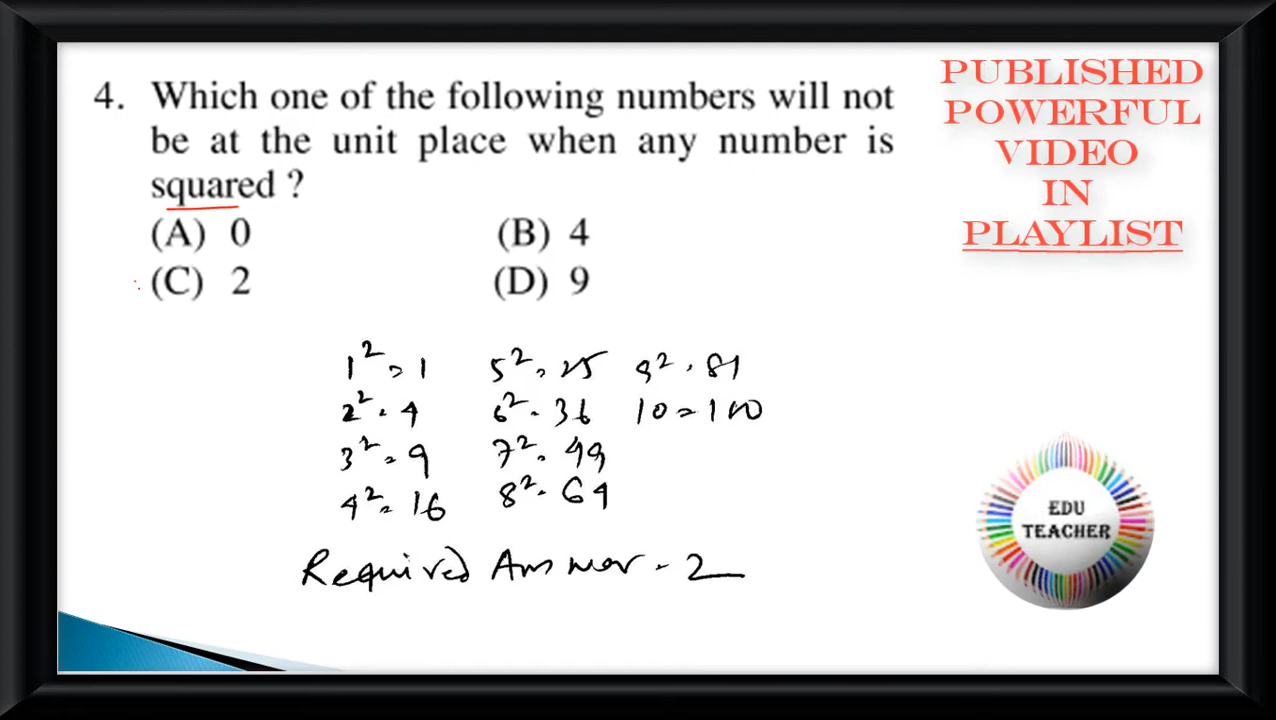 4. Which one of the following numbers will not
be at the unit place when any number is
squared ?
(A) 0 (B) 4
(C) 2 (D) 9
1² = 1 5² = 25 9² = 81
2² = 4 6² = 36 10 = 100
3² = 9 7² = 49
4² = 16 8² = 64
Required Answer - 2
PUBLISHED
POWERFUL
VIDEO
IN
PLAYLIST
EDU
TEACHER